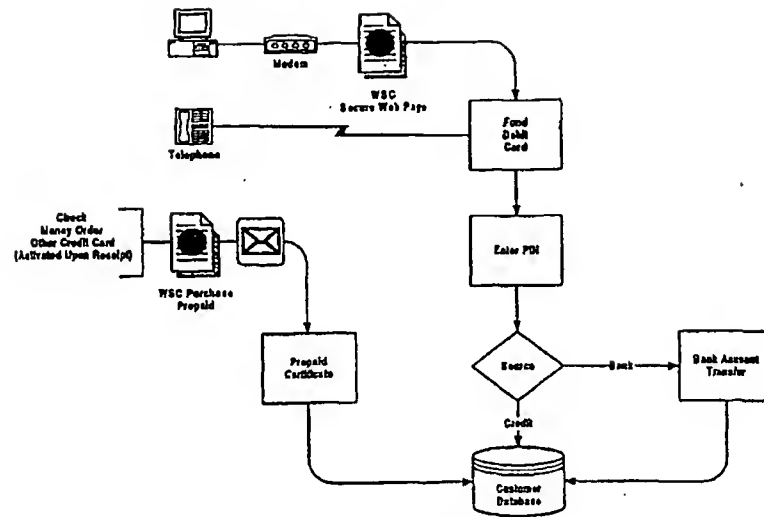 Modem
WSC
Secure Web Page
Fund
Debit
Card
Telephone
Check
Money Order
Other Credit Card
(Activated Upon Receipt)
WSC Purchase
Prepaid
Enter PIN
Prepaid
Certificate
Source
Bank
Bank Account
Transfer
Credit
Customer
Database